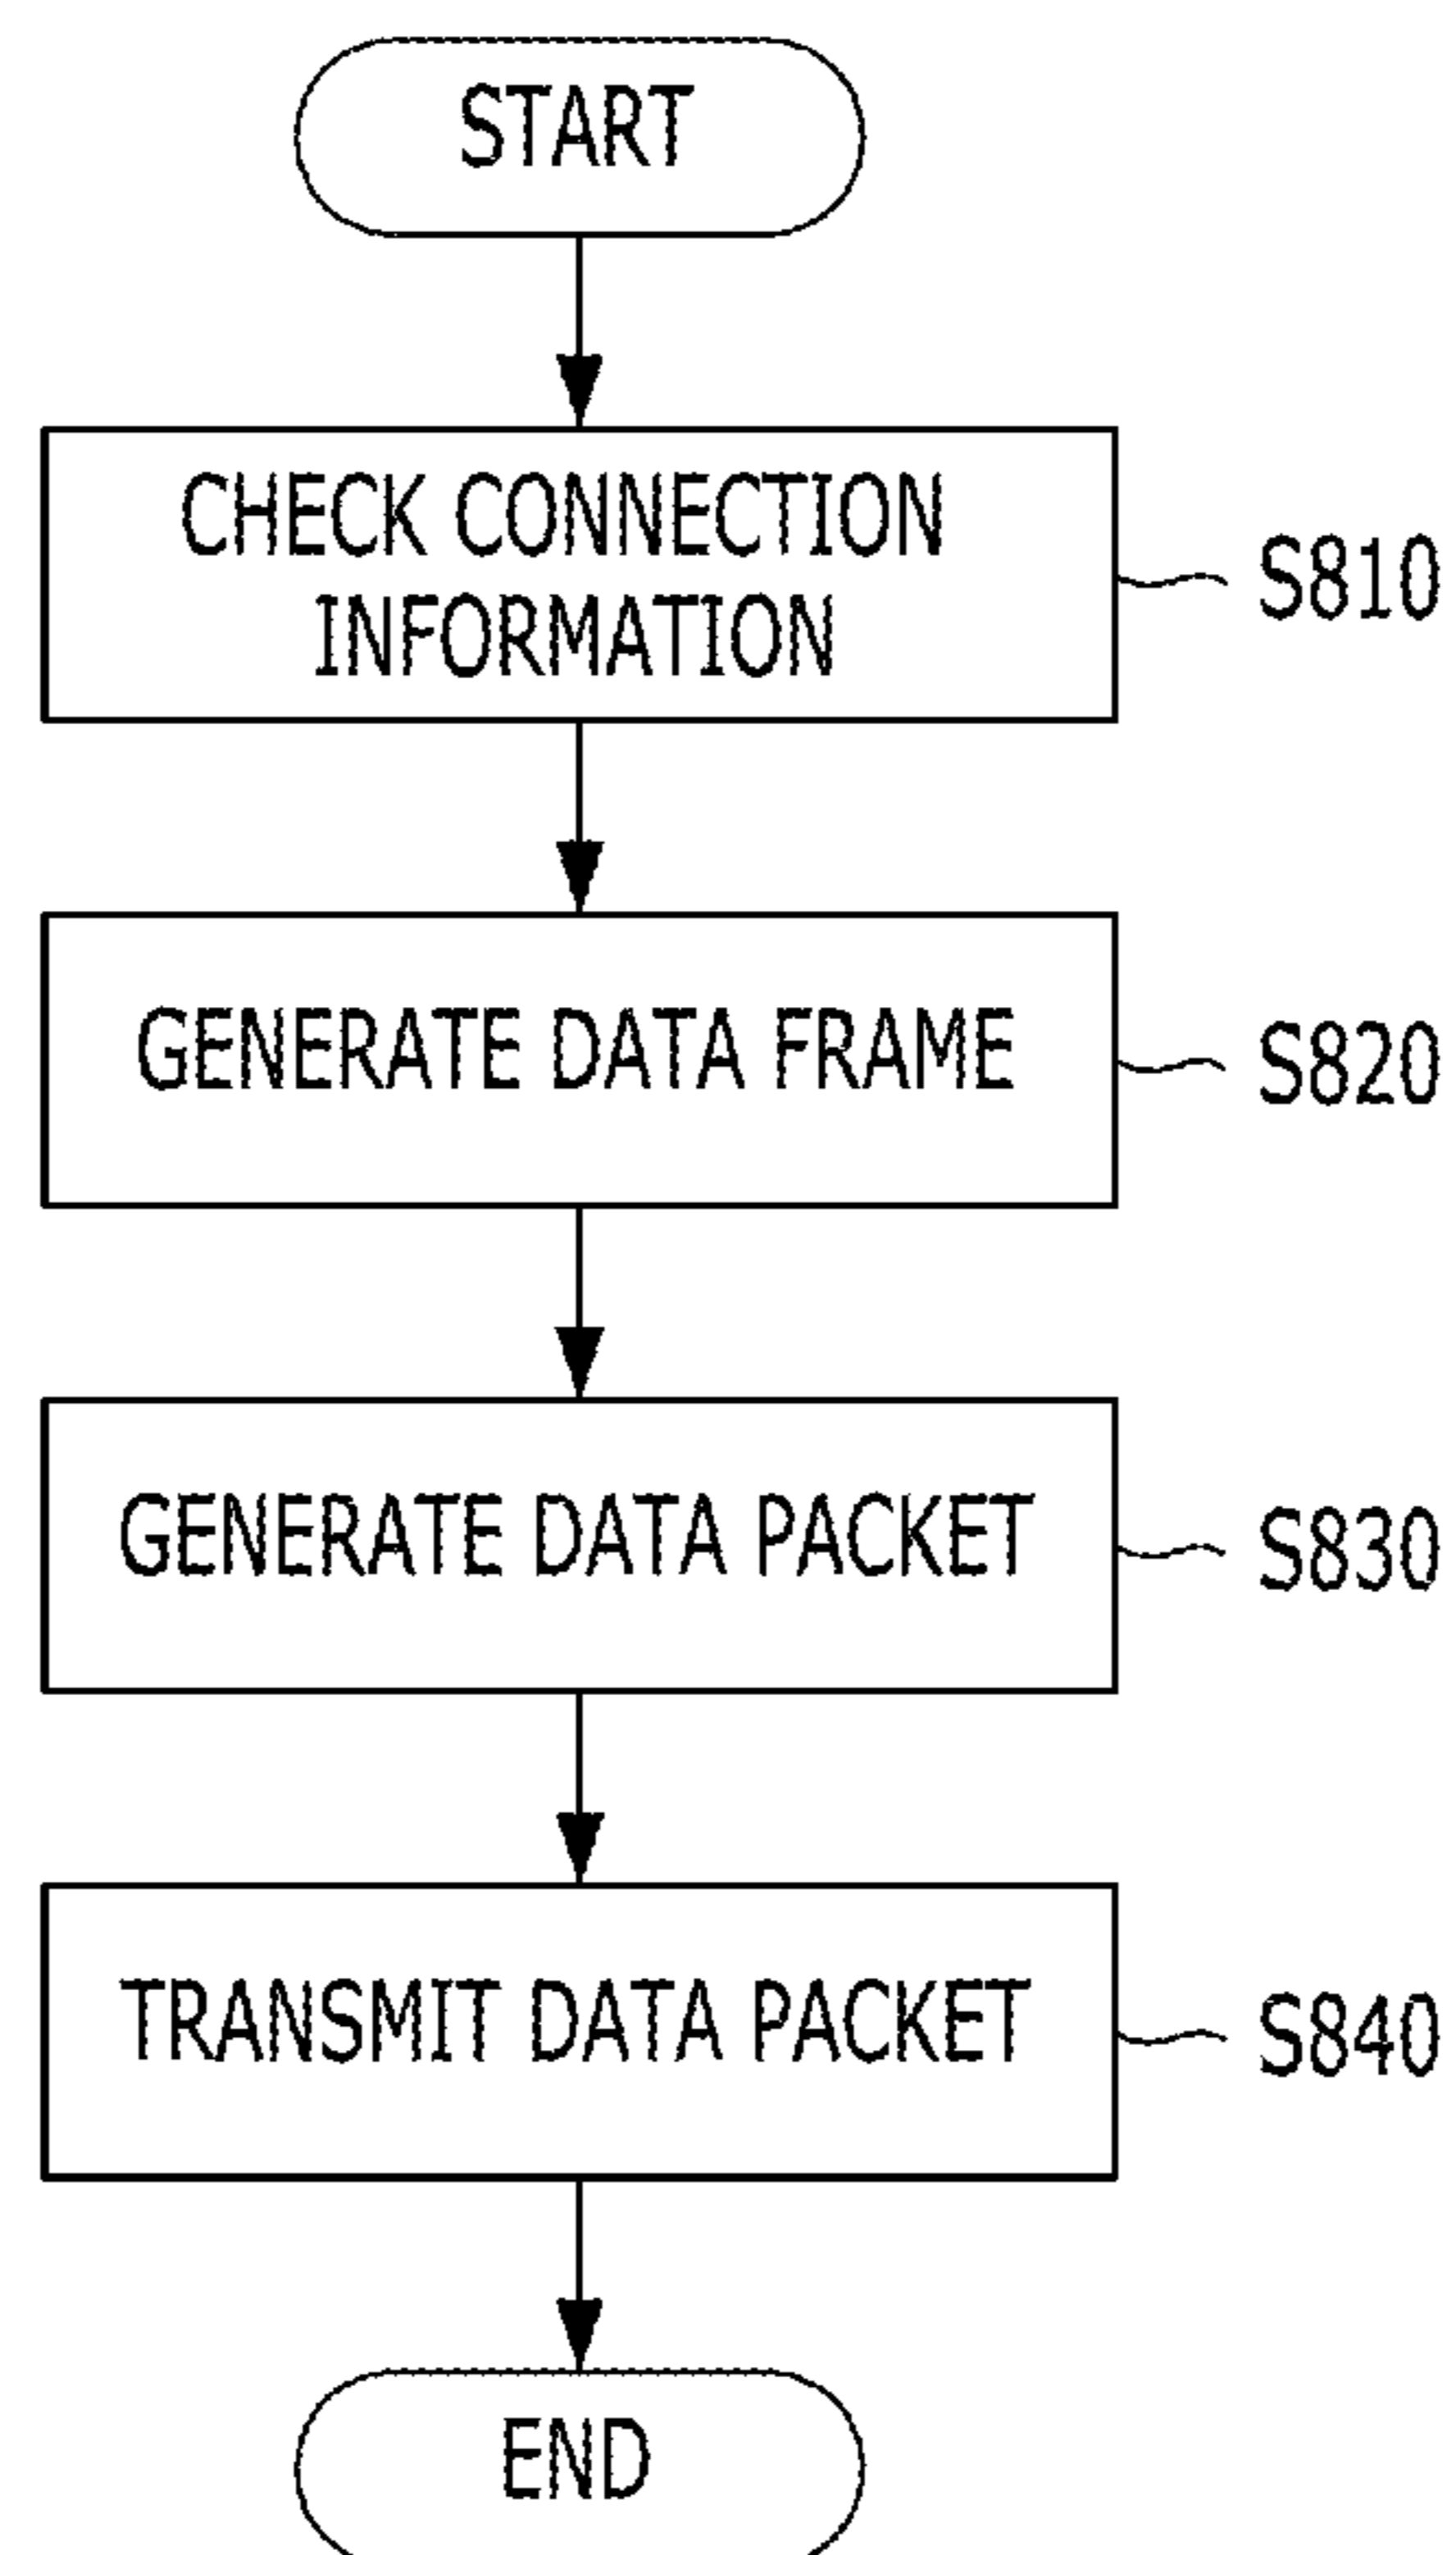 START
CHECK CONNECTION
INFORMATION
S810
GENERATE DATA FRAME
S820
GENERATE DATA PACKET
S830
TRANSMIT DATA PACKET
S840
END